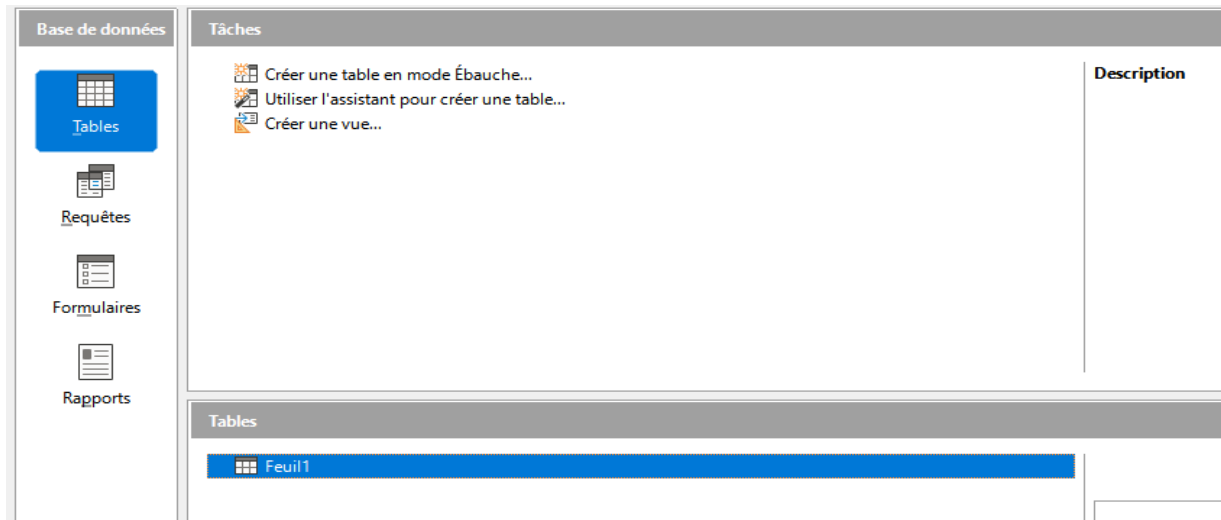 Base de données
Tables
Requêtes
Formulaires
Rapports
Tâches
Créer une table en mode Ébauche...
Utiliser l'assistant pour créer une table...
Créer une vue...
Description
Tables
Feuil1